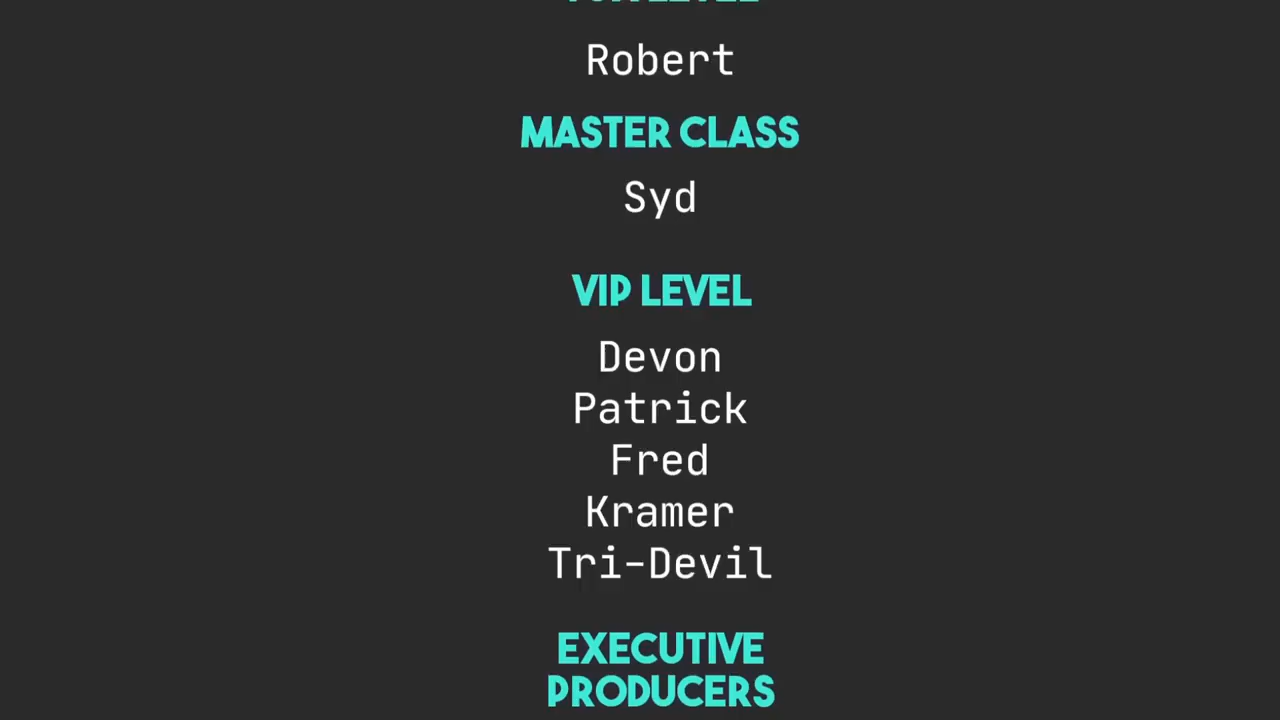 Robert
MASTER CLASS
Syd
VIP LEVEL
Devon
Patrick
Fred
Kramer
Tri-Devil
EXECUTIVE
PRODUCERS